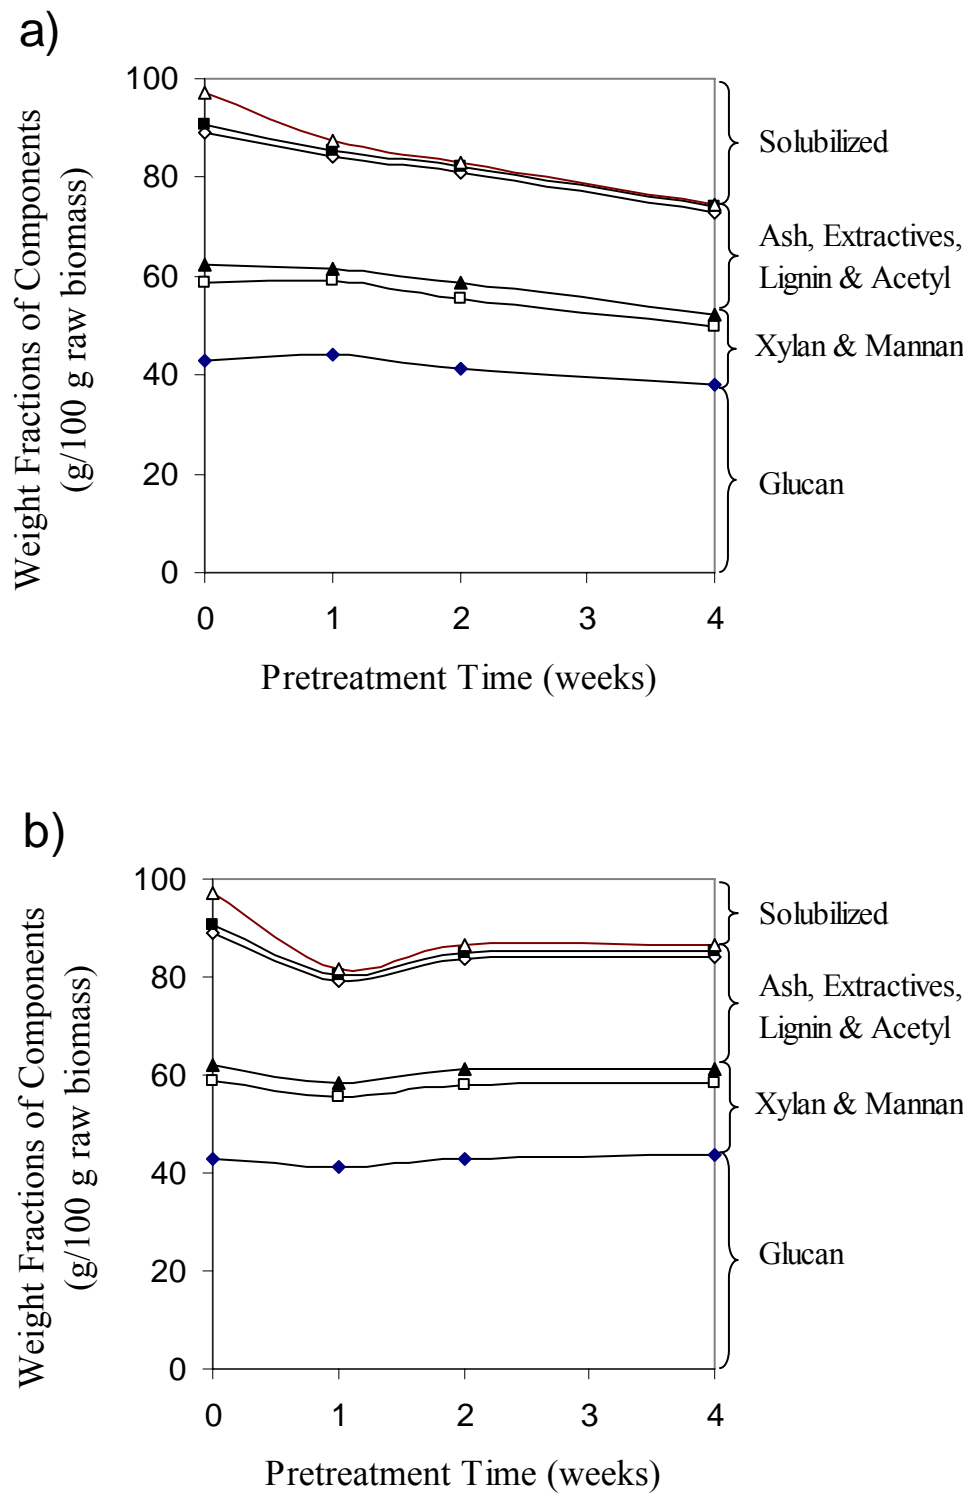 a)
Weight Fractions of Components
(g/100 g raw biomass)
100
80
60
40
20
0
0 1 2 3 4
Pretreatment Time (weeks)
Solubilized
Ash, Extractives,
Lignin & Acetyl
Xylan & Mannan
Glucan
b)
Weight Fractions of Components
(g/100 g raw biomass)
100
80
60
40
20
0
0 1 2 3 4
Pretreatment Time (weeks)
Solubilized
Ash, Extractives,
Lignin & Acetyl
Xylan & Mannan
Glucan